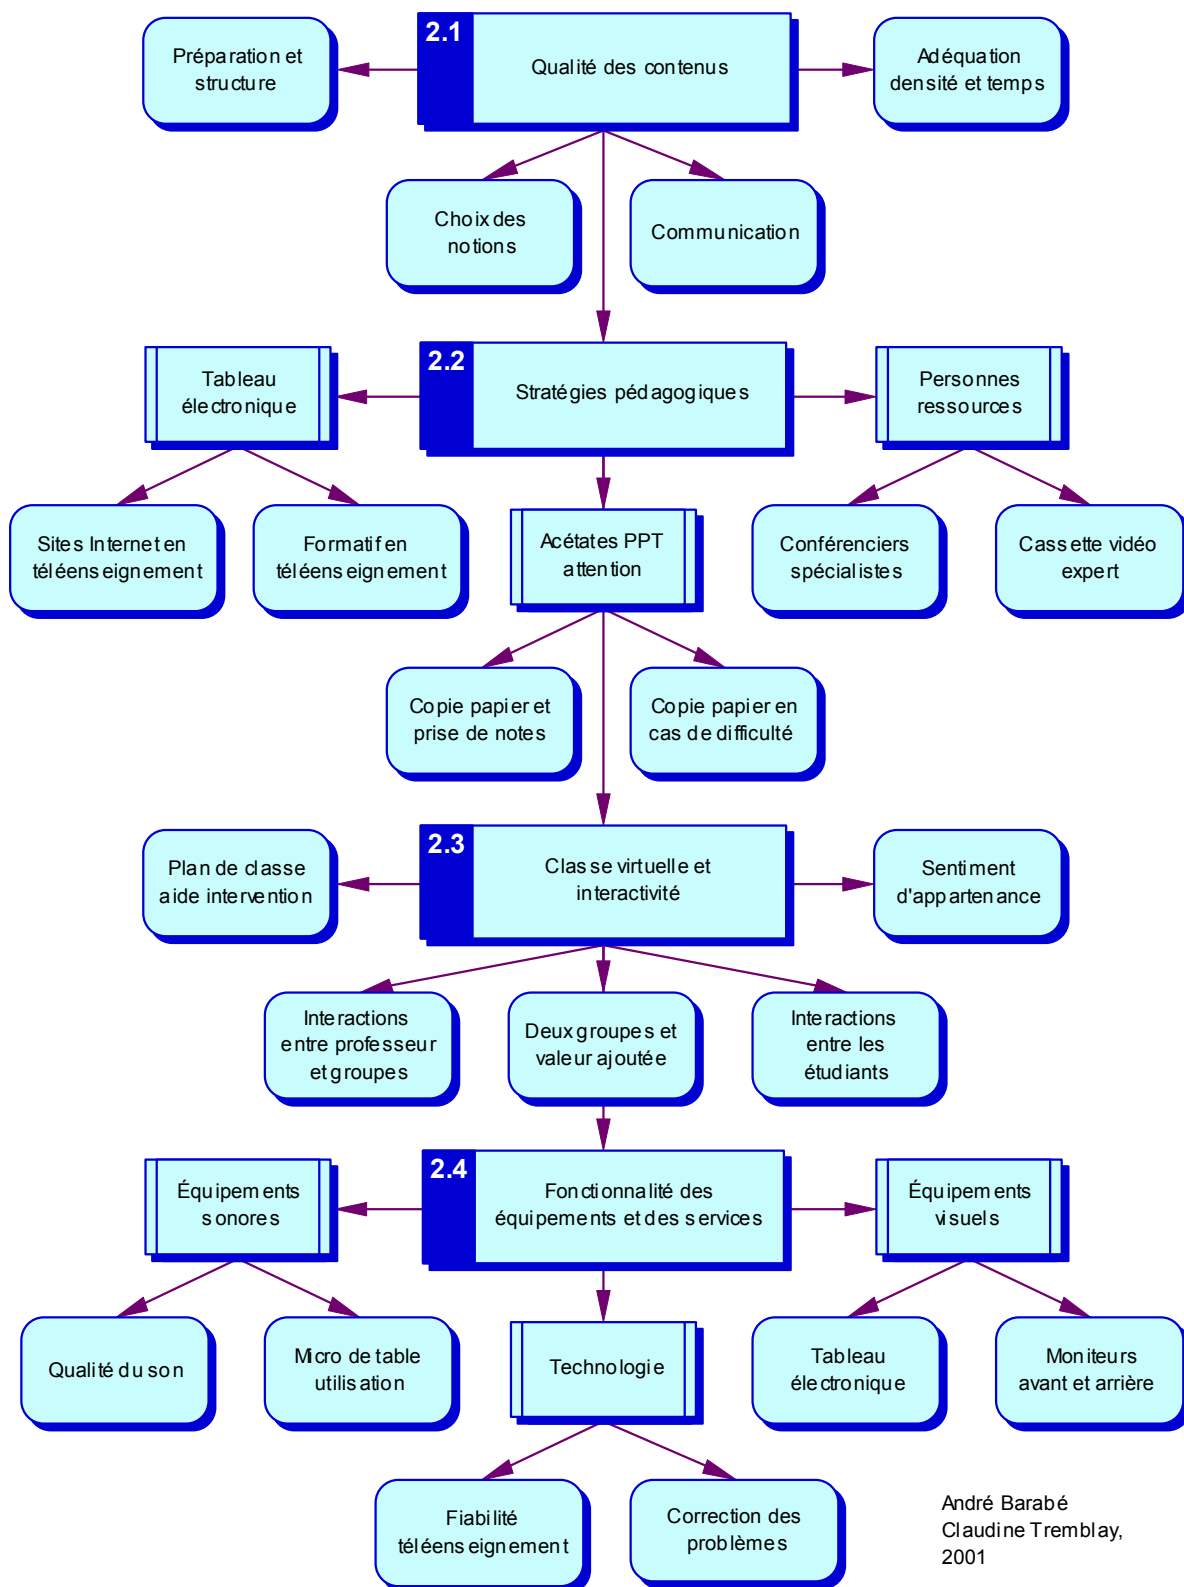 2.1
Préparation et
structure
Qualité des contenus
Adéquation
densité et temps
Choix des
notions
Communication
2.2
Tableau
électronique
Stratégies pédagogiques
Personnes
ressources
Sites Internet en
téléenseignement
Formatif en
téléenseignement
Acétates PPT
attention
Conférenciers
spécialistes
Cassette vidéo
expert
Copie papier et
prise de notes
Copie papier en
cas de difficulté
2.3
Plan de classe
aide intervention
Classe virtuelle et
interactivité
Sentiment
d'appartenance
Interactions
entre professeur
et groupes
Deux groupes et
valeur ajoutée
Interactions
entre les
étudiants
2.4
Équipements
sonores
Fonctionnalité des
équipements et des services
Équipements
visuels
Qualité du son
Micro de table
utilisation
Technologie
Tableau
électronique
Moniteurs
avant et arrière
Fiabilité
téléenseignement
Correction des
problèmes
André Barabé
Claudine Tremblay,
2001